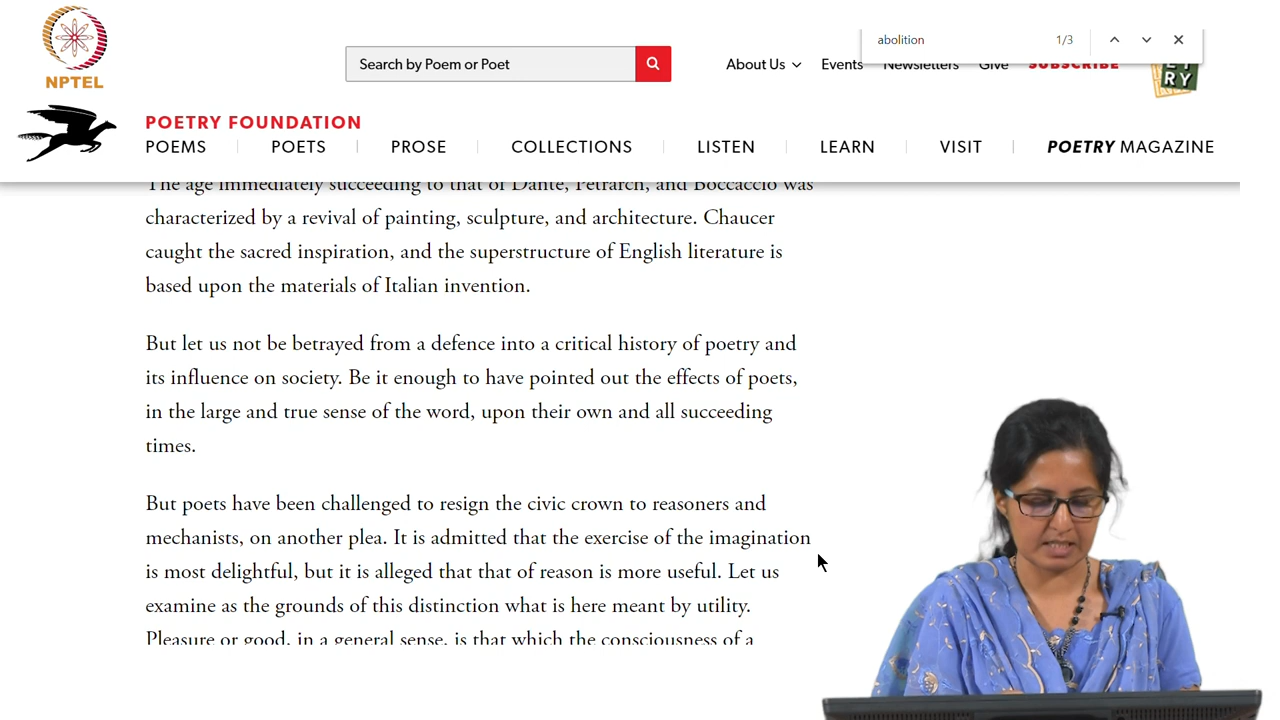 NPTEL
Search by Poem or Poet
abolition
1/3
About Us
Events
Newsletters
Give
SUBSCRIBE
RY
POETRY FOUNDATION
POEMS
POETS
PROSE
COLLECTIONS
LISTEN
LEARN
VISIT
POETRY MAGAZINE
The age immediately succeeding to that of Dante, Petrarch, and Boccaccio was
characterized by a revival of painting, sculpture, and architecture. Chaucer
caught the sacred inspiration, and the superstructure of English literature is
based upon the materials of Italian invention.
But let us not be betrayed from a defence into a critical history of poetry and
its influence on society. Be it enough to have pointed out the effects of poets,
in the large and true sense of the word, upon their own and all succeeding
times.
But poets have been challenged to resign the civic crown to reasoners and
mechanists, on another plea. It is admitted that the exercise of the imagination
is most delightful, but it is alleged that that of reason is more useful. Let us
examine as the grounds of this distinction what is here meant by utility.
Pleasure or good, in a general sense, is that which the consciousness of a